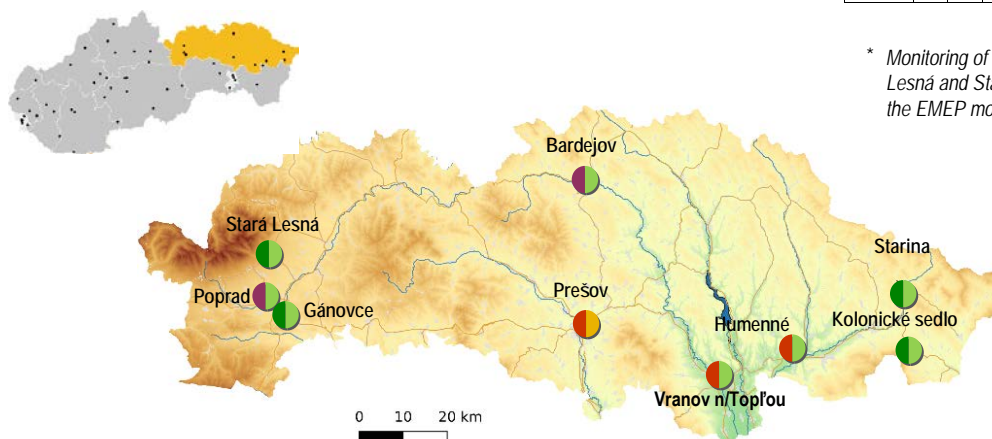 * Monitoring of
Lesná and Sta
the EMEP mo
Bardejov
Stará Lesná
Starina
Poprad
Gánovce
Prešov
Kolonické sedlo
Humenné
Vranov n/Topľou
0 10 20 km